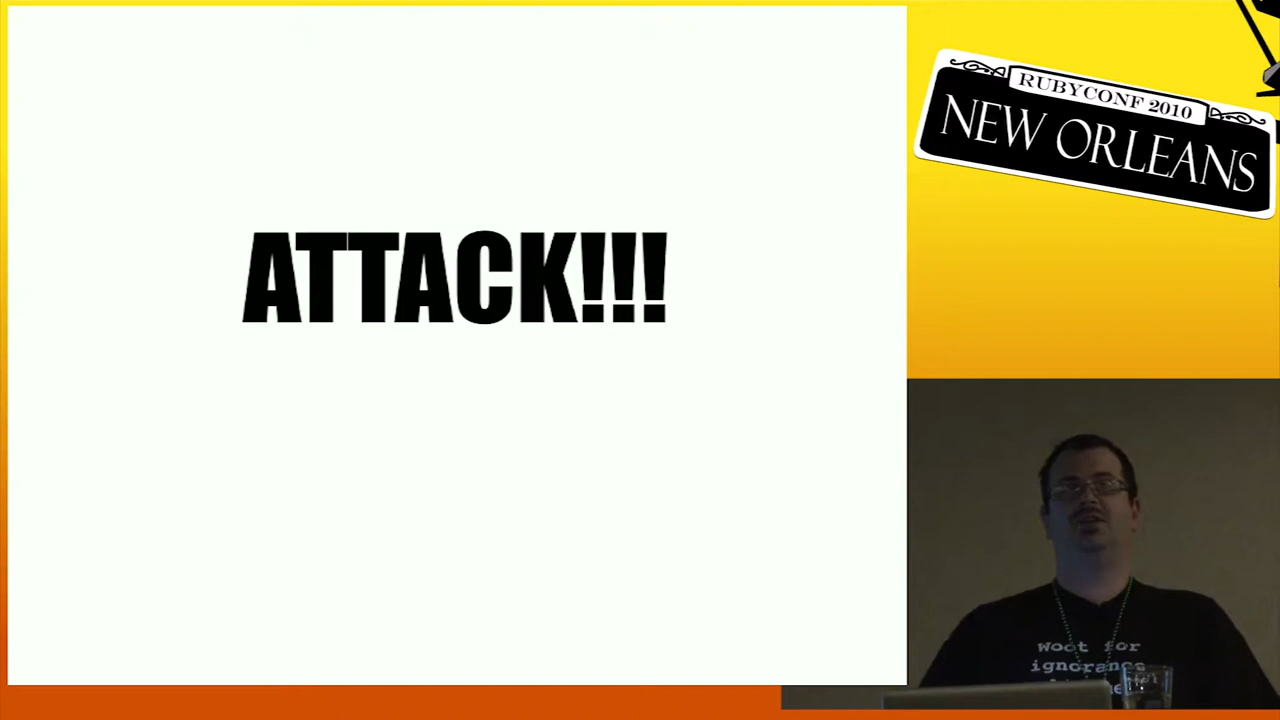 ATTACK!!!
RUBYCONF 2010
NEW ORLEANS
Woot for
ignorance